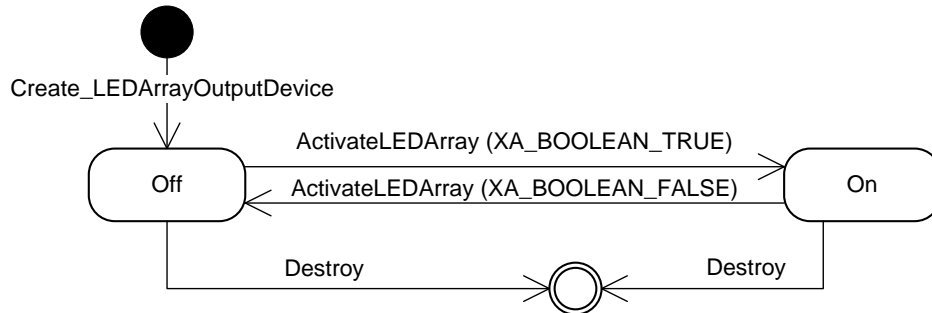 Create_LEDArrayOutputDevice
ActivateLEDArray (XA_BOOLEAN_TRUE)
Off
ActivateLEDArray (XA_BOOLEAN_FALSE)
On
Destroy
Destroy